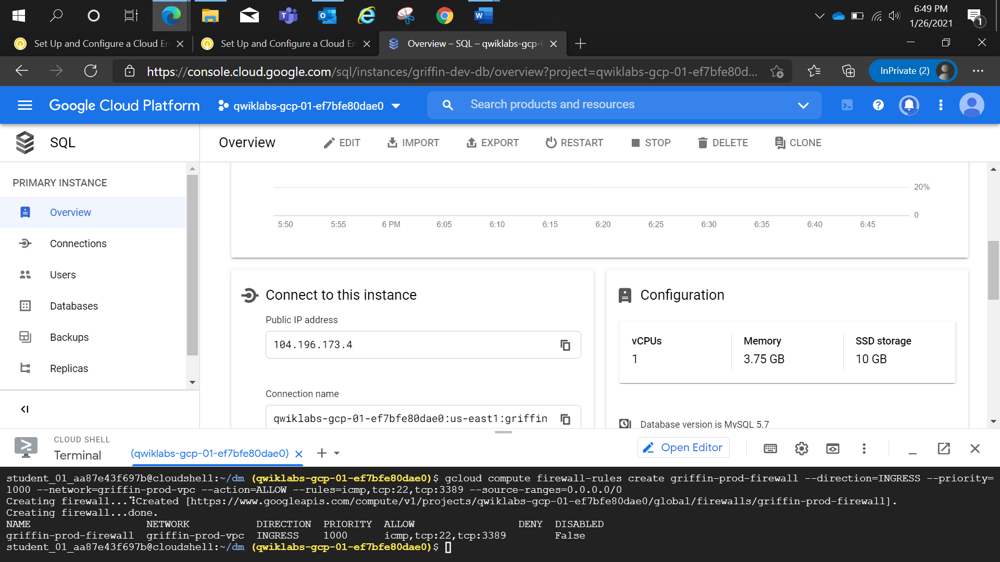 6:49 PM
1/26/2021
1
Set Up and Configure a Cloud En
Set Up and Configure a Cloud En
Overview – SQL – qwiklabs-gcp-0
https://console.cloud.google.com/sql/instances/griffin-dev-db/overview?project=qwiklabs-gcp-01-ef7bfe80d...
InPrivate (2)
Google Cloud Platform
qwiklabs-gcp-01-ef7bfe80dae0
Search products and resources
SQL
Overview
EDIT
IMPORT
EXPORT
RESTART
STOP
DELETE
CLONE
PRIMARY INSTANCE
Overview
Connections
Users
Databases
Backups
Replicas
20%
0
5:50 5:55 6 PM 6:05 6:10 6:15 6:20 6:25 6:30 6:35 6:40 6:45
Connect to this instance
Public IP address
104.196.173.4
Connection name
qwiklabs-gcp-01-ef7bfe80dae0:us-east1:griffin
Configuration
vCPUs Memory SSD storage
1 3.75 GB 10 GB
Database version is MySQL 5.7
CLOUD SHELL
Terminal
(qwiklabs-gcp-01-ef7bfe80dae0)
Open Editor
student_01_aa87e43f697b@cloudshell:~/dm (qwiklabs-gcp-01-ef7bfe80dae0)$ gcloud compute firewall-rules create griffin-prod-firewall --direction=INGRESS --priority=
1000 --network=griffin-prod-vpc --action=ALLOW --rules=icmp,tcp:22,tcp:3389 --source-ranges=0.0.0.0/0
Creating firewall...⠹Created [https://www.googleapis.com/compute/v1/projects/qwiklabs-gcp-01-ef7bfe80dae0/global/firewalls/griffin-prod-firewall].
Creating firewall...done.
NAME NETWORK DIRECTION PRIORITY ALLOW DENY DISABLED
griffin-prod-firewall griffin-prod-vpc INGRESS 1000 icmp,tcp:22,tcp:3389 False
student_01_aa87e43f697b@cloudshell:~/dm (qwiklabs-gcp-01-ef7bfe80dae0)$